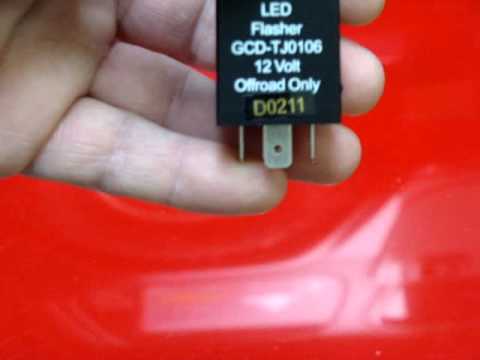 LED
Flasher
GCD-TJ0106
12 Volt
Offroad Only
D0211